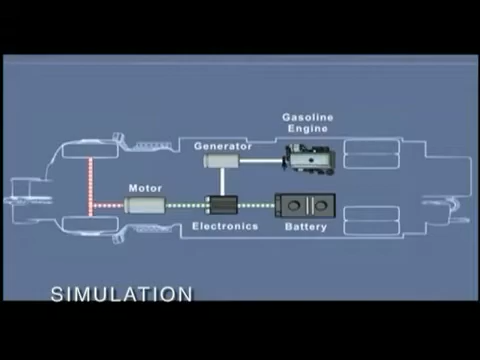 Gasoline
Engine
Generator
Motor
Electronics
Battery
SIMULATION